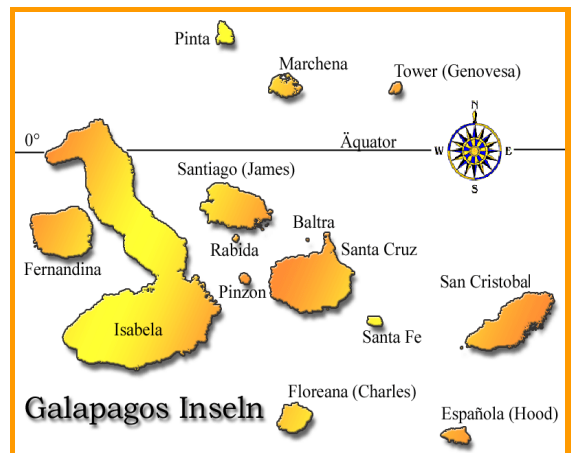 Pinta
Marchena
Tower (Genovesa)
N
0°
Äquator
W
E
S
Santiago (James)
Baltra
Rabida
Santa Cruz
Fernandina
Pinzon
San Cristobal
Isabela
Santa Fe
Floreana (Charles)
Galapagos Inseln
Española (Hood)